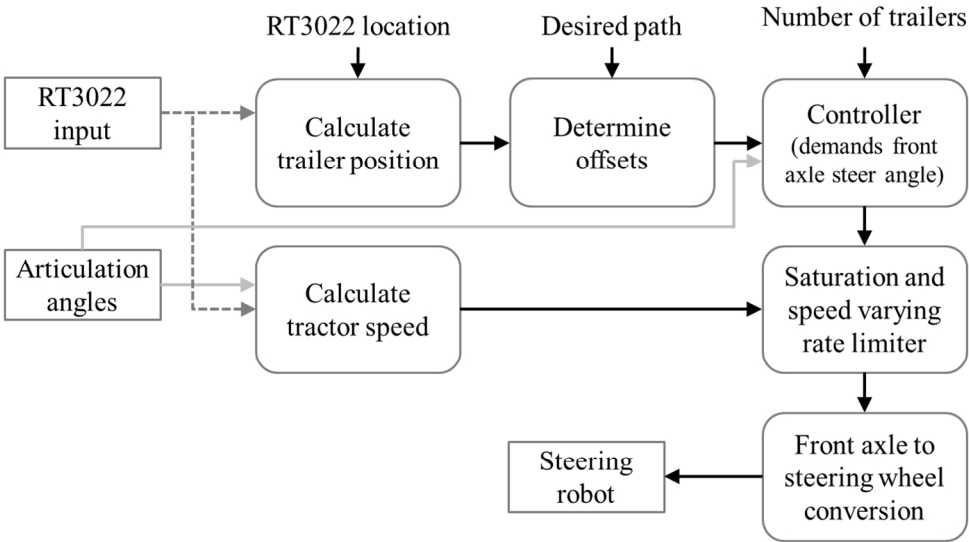 RT3022 location
Desired path
Number of trailers
RT3022
input
Calculate
trailer position
Determine
offsets
Controller
(demands front
axle steer angle)
Articulation
angles
Calculate
tractor speed
Saturation and
speed varying
rate limiter
Steering
robot
Front axle to
steering wheel
conversion